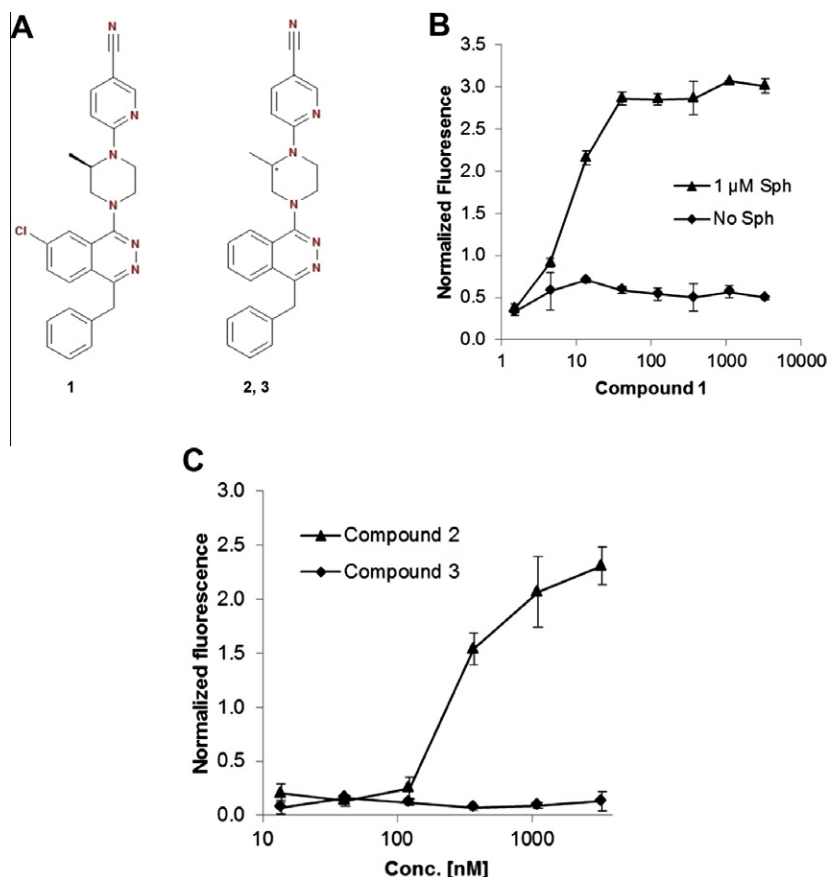 A
N
N
N
N
Cl
N
N
1
N
N
N
C
N
N
N
2, 3
B
Normalized Fluoresence
3.5
3.0
2.5
2.0
1.5
1.0
0.5
0.0
1 µM Sph
No Sph
1 10 100 1000 10000
Compound 1
C
Normalized fluorescence
3.0
2.5
2.0
1.5
1.0
0.5
0.0
Compound 2
Compound 3
10 100 1000
Conc. [nM]